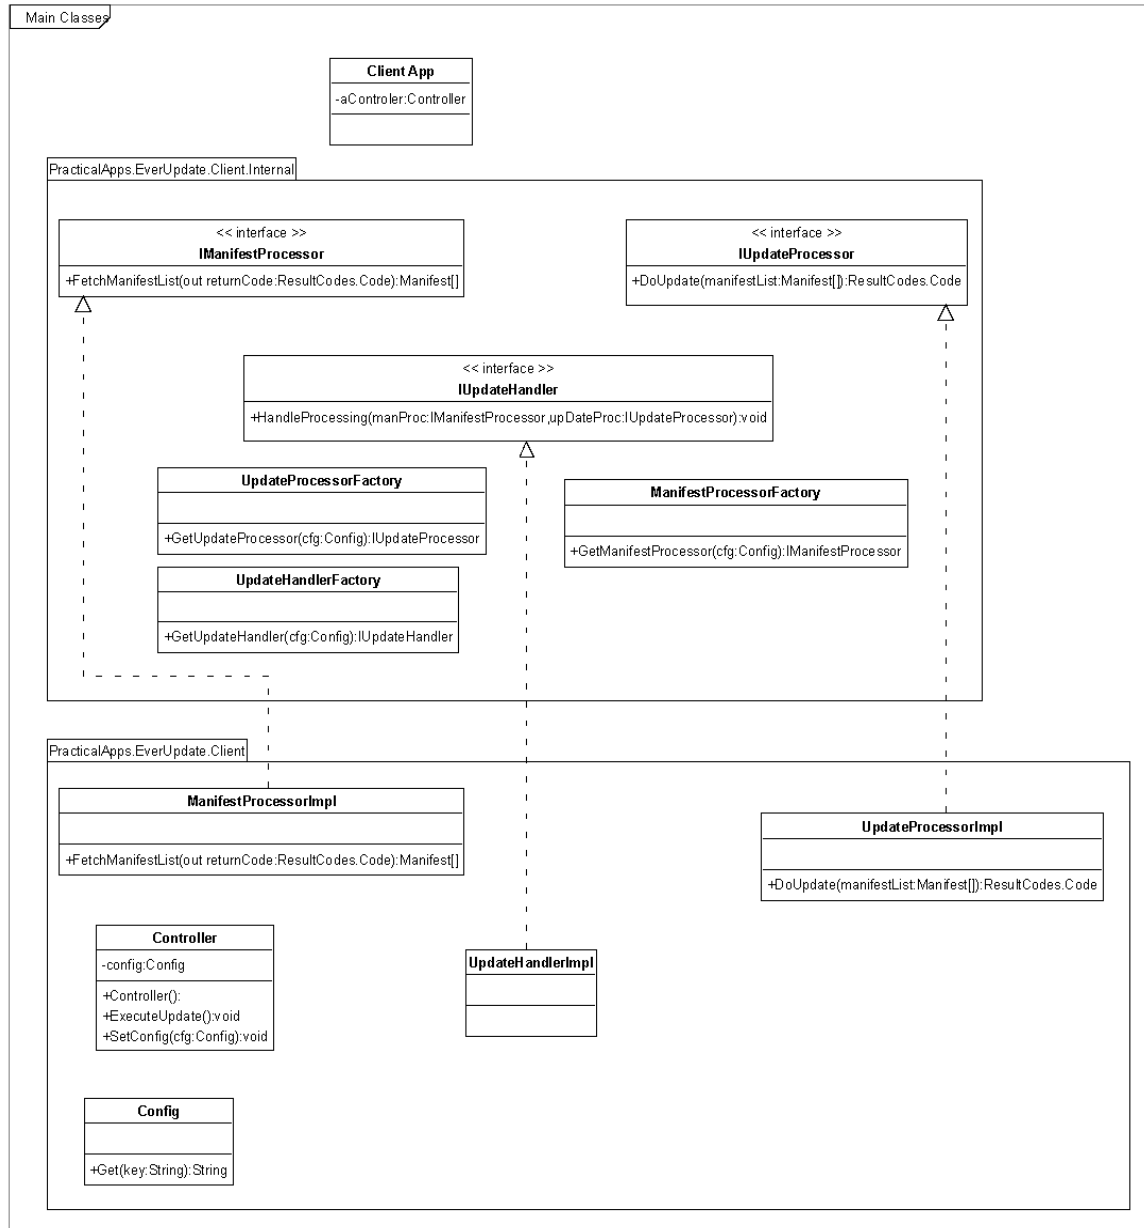 Main Classes
Client App
-aControler:Controller
PracticalApps.EverUpdate.Client.Internal
<< interface >>
IManifestProcessor
+FetchManifestList(out returnCode:ResultCodes.Code):Manifest[]
<< interface >>
IUpdateProcessor
+DoUpdate(manifestList:Manifest[]):ResultCodes.Code
<< interface >>
IUpdateHandler
+HandleProcessing(manProc:IManifestProcessor,upDateProc:IUpdateProcessor):void
UpdateProcessorFactory
+GetUpdateProcessor(cfg:Config):IUpdateProcessor
ManifestProcessorFactory
+GetManifestProcessor(cfg:Config):IManifestProcessor
UpdateHandlerFactory
+GetUpdateHandler(cfg:Config):IUpdateHandler
PracticalApps.EverUpdate.Client
ManifestProcessorImpl
+FetchManifestList(out returnCode:ResultCodes.Code):Manifest[]
UpdateProcessorImpl
+DoUpdate(manifestList:Manifest[]):ResultCodes.Code
Controller
-config:Config
+Controller():
+ExecuteUpdate():void
+SetConfig(cfg:Config):void
UpdateHandlerImpl
Config
+Get(key:String):String